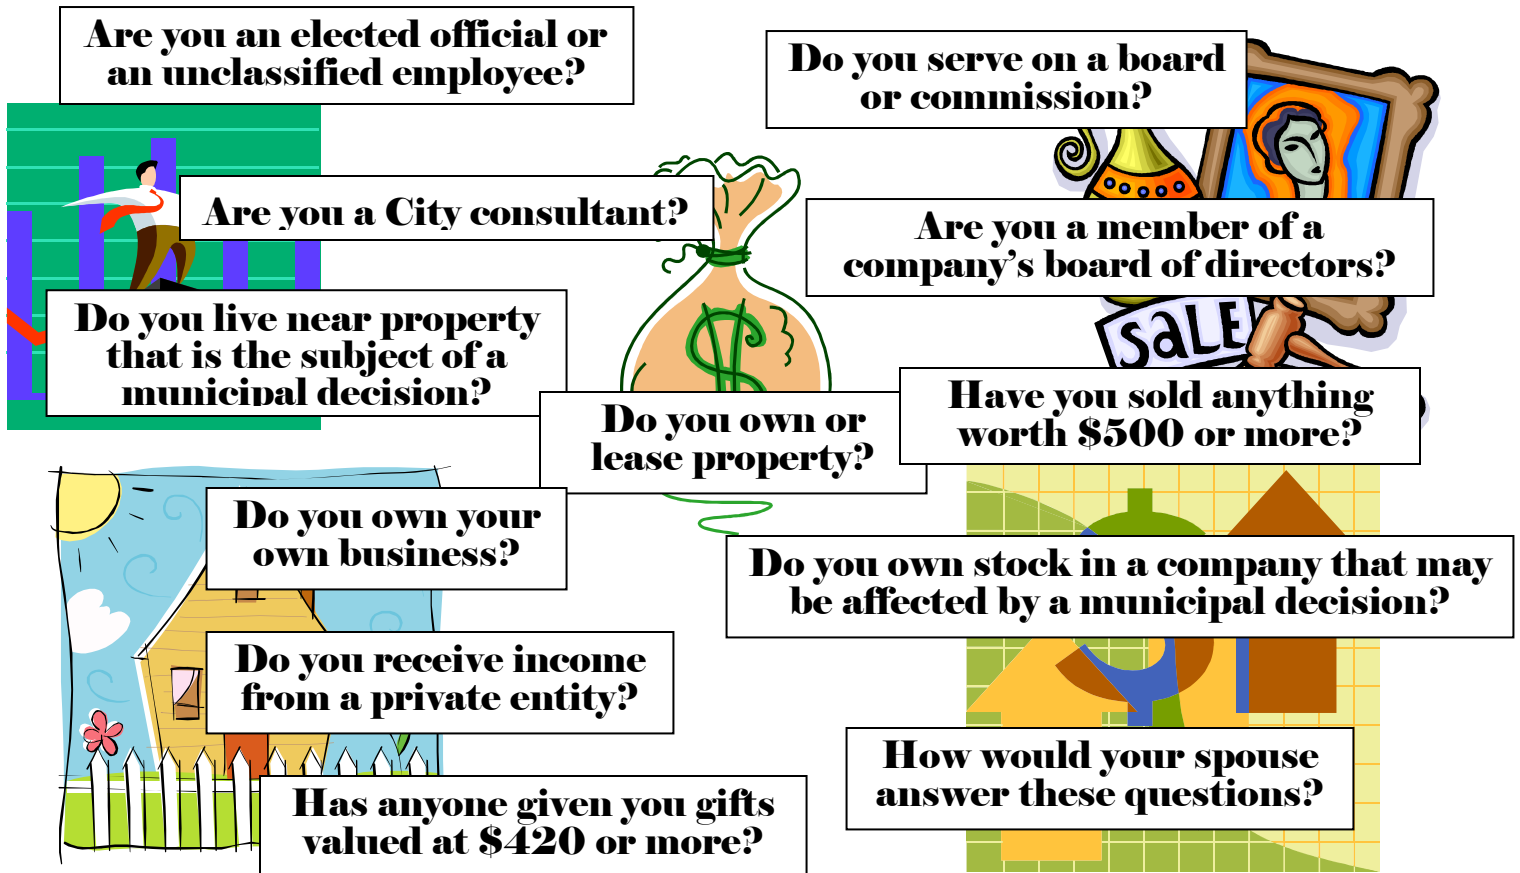 Are you an elected official or
an unclassified employee?
Do you serve on a board
or commission?
Are you a City consultant?
Are you a member of a
company's board of directors?
Do you live near property
that is the subject of a
municipal decision?
SALE
Do you own or
lease property?
Have you sold anything
worth $500 or more?
Do you own your
own business?
Do you own stock in a company that may
be affected by a municipal decision?
Do you receive income
from a private entity?
How would your spouse
answer these questions?
Has anyone given you gifts
valued at $420 or more?